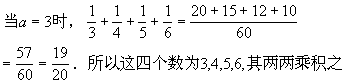 当a = 3时，1/3 + 1/4 + 1/5 + 1/6 = (20 + 15 + 12 + 10)/60
= 57/60 = 19/20．所以这四个数为3,4,5,6,其两两乘积之